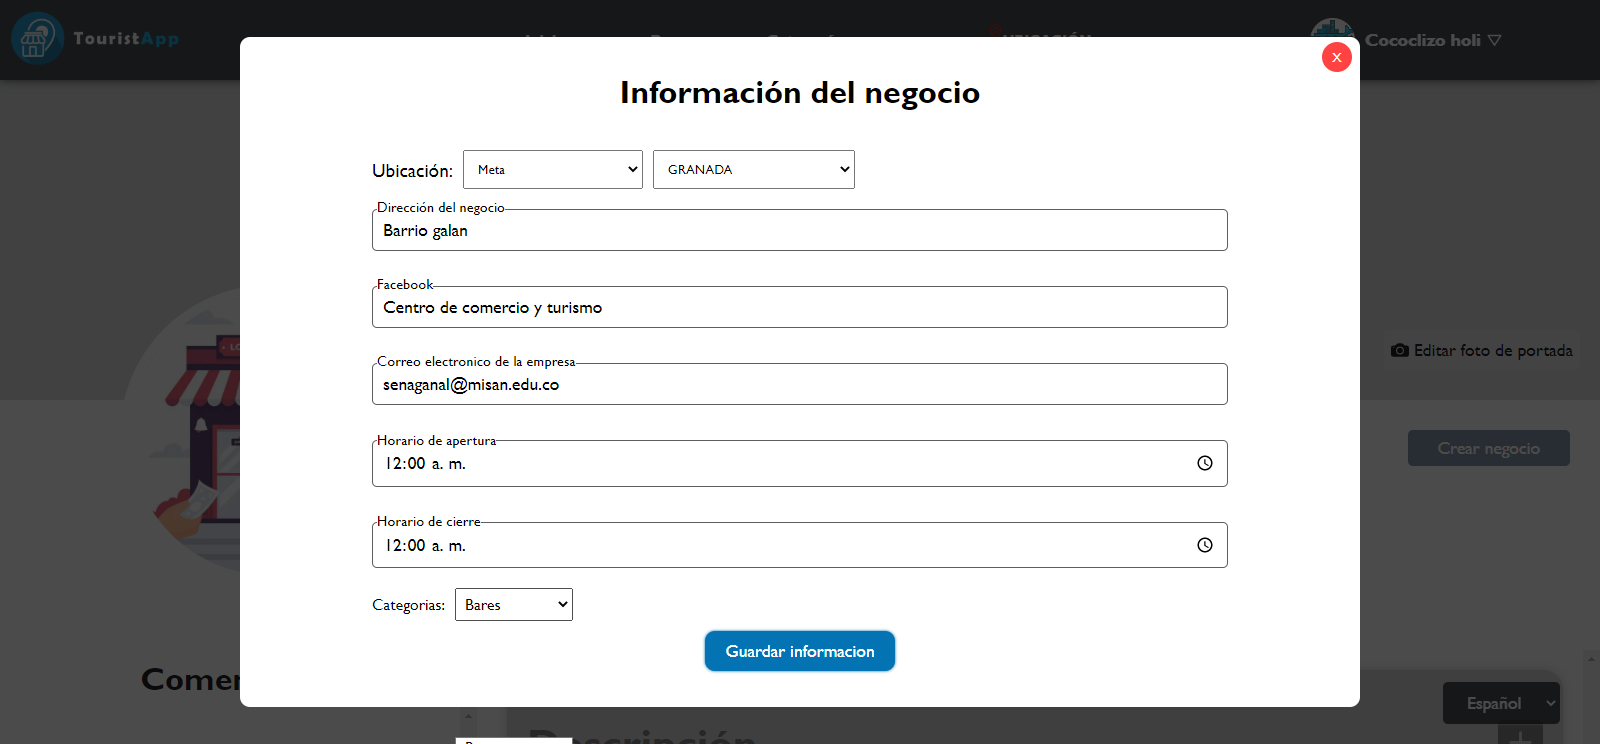 TouristApp
UBICACIÓN
Cococlizo holi ▽
X
Información del negocio
Ubicación: Meta GRANADA
Dirección del negocio
Barrio galan
Facebook
Centro de comercio y turismo
Correo electronico de la empresa
senaganal@misan.edu.co
Horario de apertura
12:00 a. m.
Horario de cierre
12:00 a. m.
Categorias: Bares
Guardar informacion
Editar foto de portada
Crear negocio
Comer
Español
Descripción